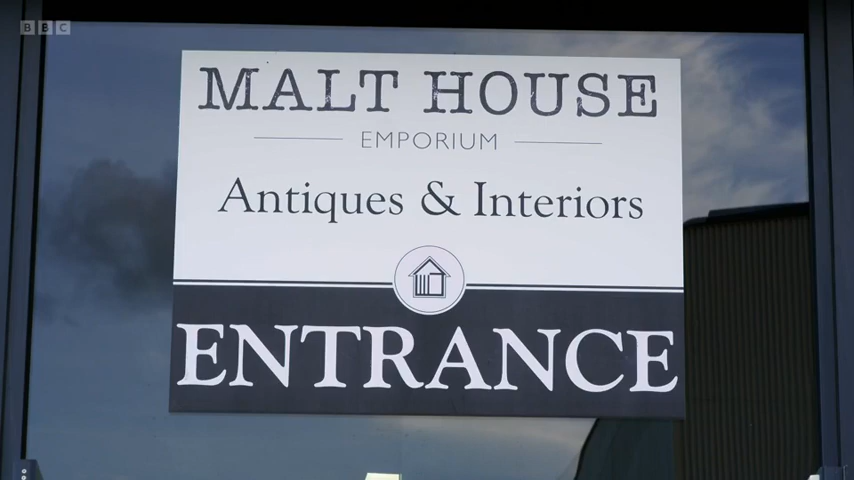 BBC
MALT HOUSE
EMPORIUM
Antiques & Interiors
ENTRANCE